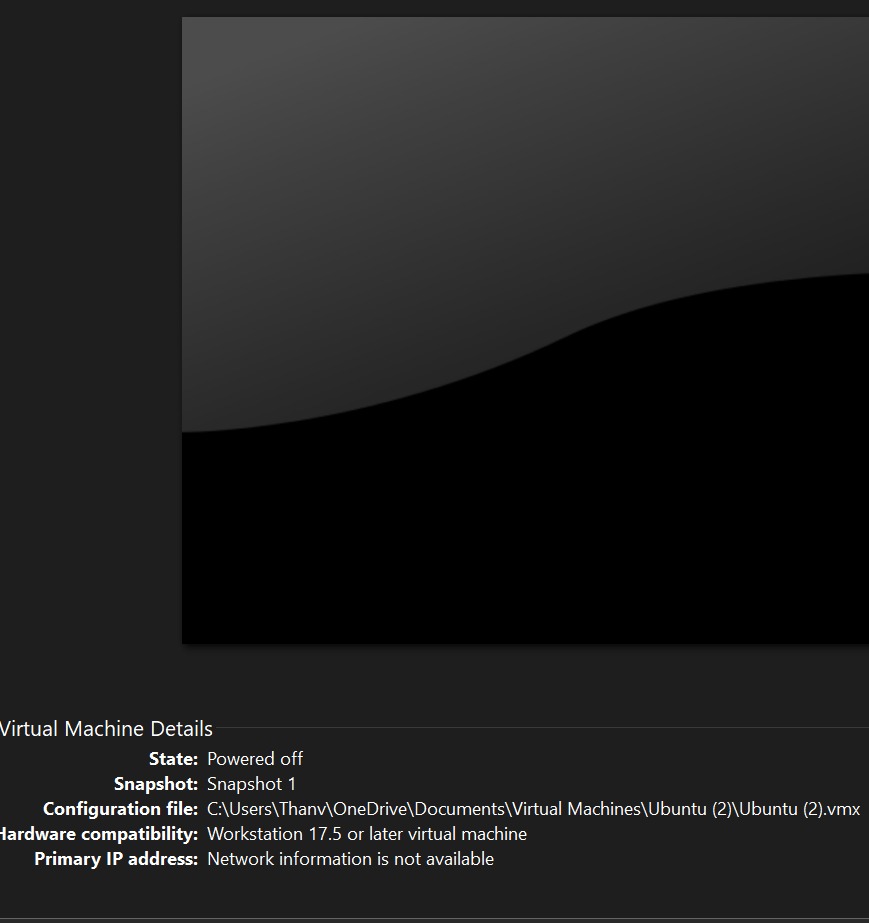 Virtual Machine Details
State: Powered off
Snapshot: Snapshot 1
Configuration file: C:\Users\Thanv\OneDrive\Documents\Virtual Machines\Ubuntu (2)\Ubuntu (2).vmx
Hardware compatibility: Workstation 17.5 or later virtual machine
Primary IP address: Network information is not available